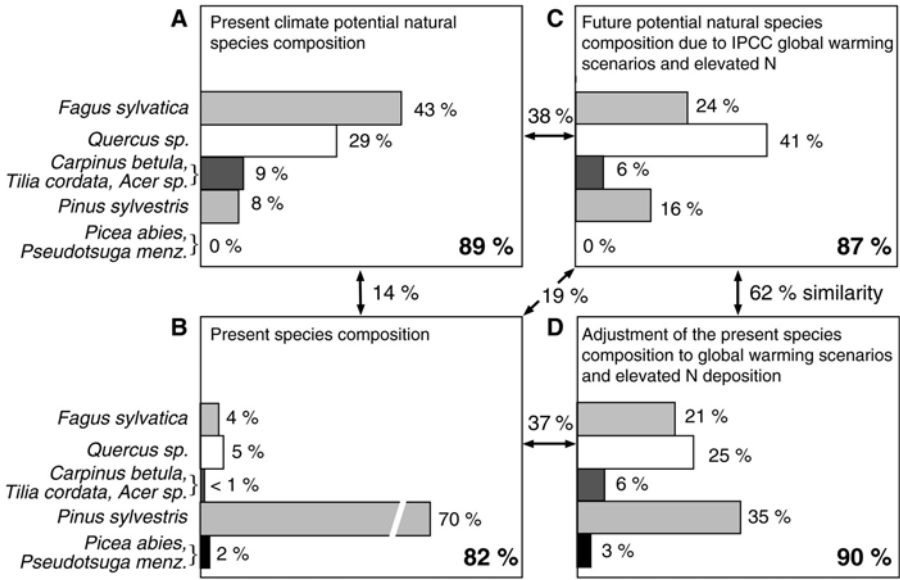 A
Present climate potential natural
species composition
Fagus sylvatica
43 %
Quercus sp.
29 %
Carpinus betula,
Tilia cordata, Acer sp.}
9 %
Pinus sylvestris
8 %
Picea abies,
Pseudotsuga menz.}
0 %
89 %
C
Future potential natural species
composition due to IPCC global warming
scenarios and elevated N
38 %
24 %
41 %
6 %
16 %
0 %
87 %
14 %
19 %
62 % similarity
B
Present species composition
Fagus sylvatica
4 %
Quercus sp.
5 %
Carpinus betula,
Tilia cordata, Acer sp.}
< 1 %
Pinus sylvestris
70 %
Picea abies,
Pseudotsuga menz.}
2 %
82 %
D
Adjustment of the present species
composition to global warming scenarios
and elevated N deposition
37 %
21 %
25 %
6 %
35 %
3 %
90 %